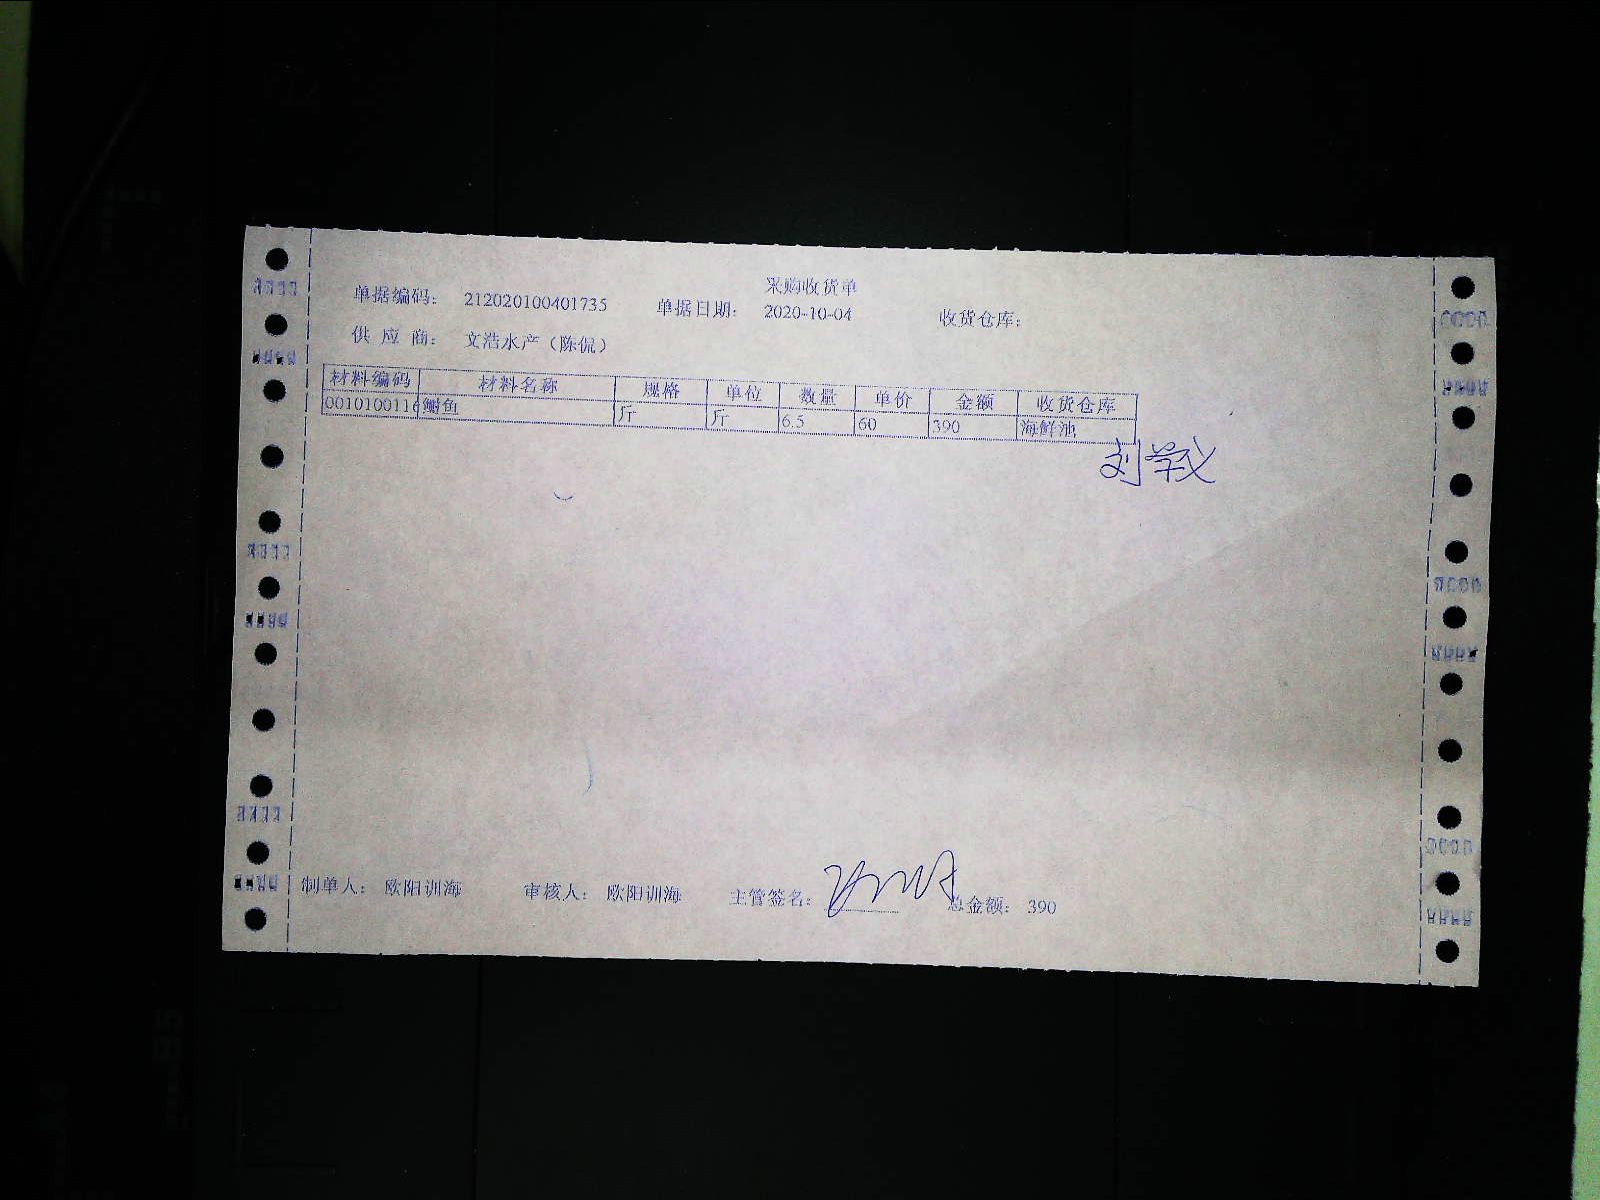 采购收货单
单据编码： 212020100401735 单据日期： 2020-10-04 收货仓库：
供 应 商： 文浩水产（陈侃）
材料编码 材料名称 规格 单位 数量 单价 金额 收货仓库
0010100116 鲥鱼 斤 斤 6.5 60 390 海鲜池
刘学义
制单人： 欧阳训海 审核人： 欧阳训海 主管签名： 总金额： 390